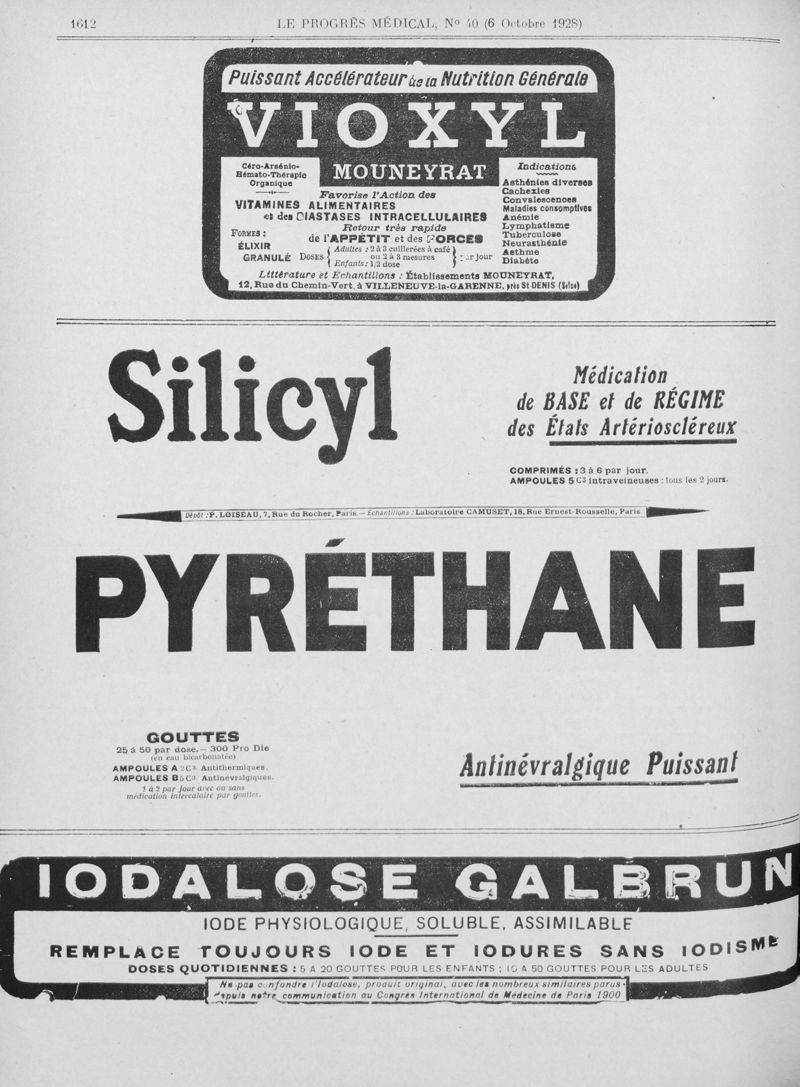 1612
LE PROGRÈS MÉDICAL, No 40 (6 Octobre 1928)
Puissant Accélérateur de la Nutrition Générale
VIOXYL
MOUNEYRAT
Céro-Arsénio-
Hémato-Thérapie
Organique
Favorise l'Action des
VITAMINES ALIMENTAIRES
et des DIASTASES INTRACELLULAIRES
Retour très rapide
de l'APPÉTIT et des FORCES
FORMES :
ÉLIXIR
GRANULÉ
DOSES
Adultes : 2 à 3 cuillerées à café
ou 2 à 3 mesures
Enfants : 1/2 dose
par jour
Indications
Asthénies diverses
Cachexies
Convalescences
Maladies consomptives
Anémie
Lymphatisme
Tuberculose
Neurasthénie
Asthme
Diabète
Littérature et Échantillons : Établissements MOUNEYRAT,
12, Rue du Chemin-Vert, à VILLENEUVE-la-GARENNE, près St DENIS (Seine)
Silicyl
Médication
de BASE et de RÉGIME
des États Artérioscléreux
COMPRIMÉS : 3 à 6 par jour.
AMPOULES 5 C3 intraveineuses : tous les 2 jours.
Dépôt : P. LOISEAU, 7, Rue du Rocher, Paris. — Échantillons : Laboratoire CAMUSET, 18, Rue Ernest-Rousselle, Paris.
PYRÉTHANE
GOUTTES
25 à 50 par dose. — 300 Pro Die
(en eau bicarbonatée)
AMPOULES A 2 C3. Antithermiques.
AMPOULES B 5 C3. Antinévralgiques.
1 à 2 par jour avec ou sans
médication intercalaire par gouttes.
Antinévralgique Puissant
IODALOSE GALBRUN
IODE PHYSIOLOGIQUE, SOLUBLE, ASSIMILABLE
REMPLACE TOUJOURS IODE ET IODURES SANS IODISME
DOSES QUOTIDIENNES : 5 A 20 GOUTTES POUR LES ENFANTS ; 10 A 50 GOUTTES POUR LES ADULTES
Ne pas confondre l'Iodalose, produit original, avec les nombreux similaires parus
depuis notre communication au Congrès International de Médecine de Paris 1900